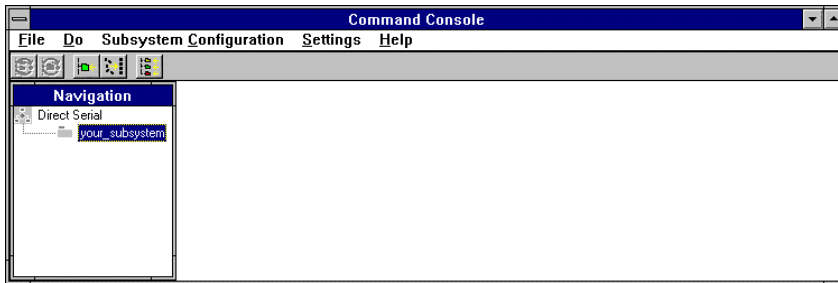 Command Console
File Do Subsystem Configuration Settings Help
Navigation
Direct Serial
your_subsystem